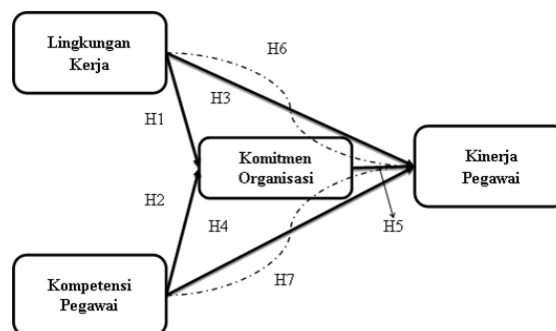 Lingkungan
Kerja
H6
H3
H1
Komitmen
Organisasi
Kinerja
Pegawai
H2
H4
H5
Kompetensi
Pegawai
H7